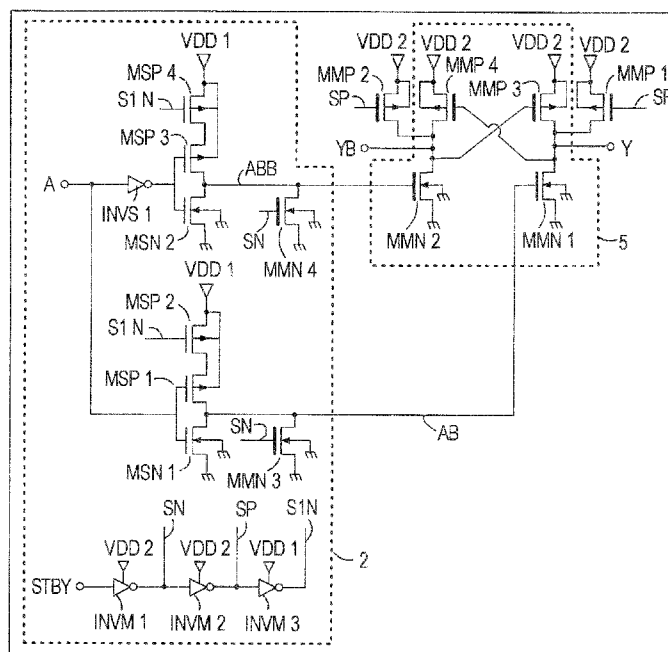 VDD 1
MSP 4
S1 N
MSP 3
A
INVS 1
MSN 2
ABB
SN
MMN 4
VDD 2
VDD 2
MMP 2
MMP 4
SP
YB
MMN 2
VDD 2
VDD 2
MMP 3
MMP 1
SP
Y
MMN 1
5
VDD 1
MSP 2
S1 N
MSP 1
MSN 1
SN
MMN 3
AB
SN
SP
S1N
VDD 2
VDD 2
VDD 1
2
STBY
INVM 1
INVM 2
INVM 3